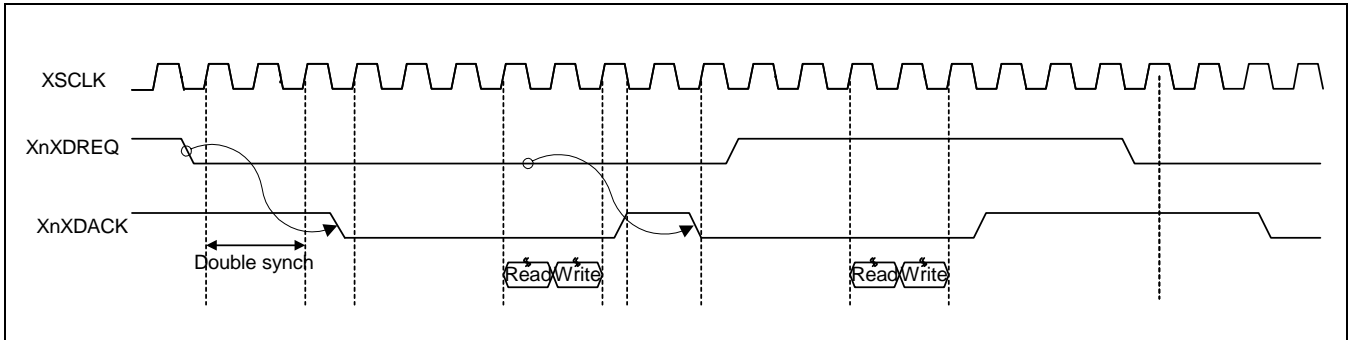 XSCLK
XnXDREQ
XnXDACK
Double synch
Read Write Read Write